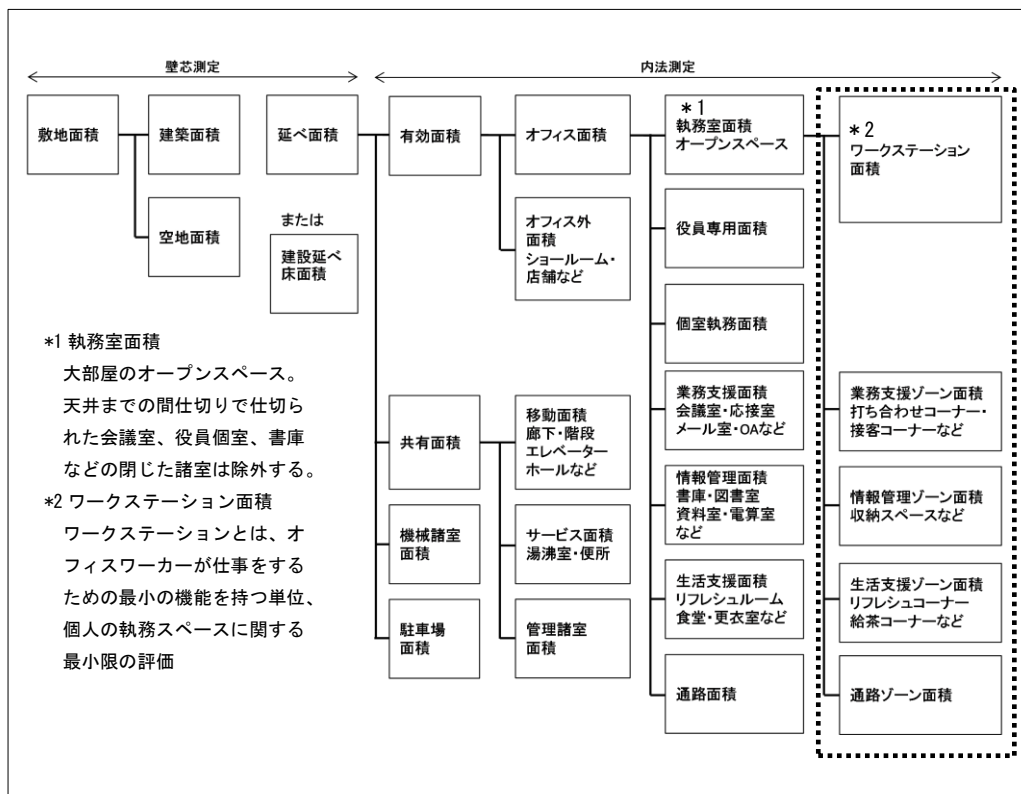 壁芯測定
内法測定
敷地面積
建築面積
空地面積
延べ面積
または
建設延べ
床面積
有効面積
共有面積
機械諸室
面積
駐車場
面積
オフィス面積
オフィス外
面積
ショールーム・
店舗など
移動面積
廊下・階段
エレベーター
ホールなど
サービス面積
湯沸室・便所
管理諸室
面積
*1
執務室面積
オープンスペース
役員専用面積
個室執務面積
業務支援面積
会議室・応接室
メール室・OAなど
情報管理面積
書庫・図書室
資料室・電算室
など
生活支援面積
リフレシュルーム
食堂・更衣室など
通路面積
*2
ワークステーション
面積
業務支援ゾーン面積
打ち合わせコーナー・
接客コーナーなど
情報管理ゾーン面積
収納スペースなど
生活支援ゾーン面積
リフレシュコーナー
給茶コーナーなど
通路ゾーン面積
*1 執務室面積
大部屋のオープンスペース。
天井までの間仕切りで仕切ら
れた会議室、役員個室、書庫
などの閉じた諸室は除外する。
*2 ワークステーション面積
ワークステーションとは、オ
フィスワーカーが仕事をする
ための最小の機能を持つ単位、
個人の執務スペースに関する
最小限の評価